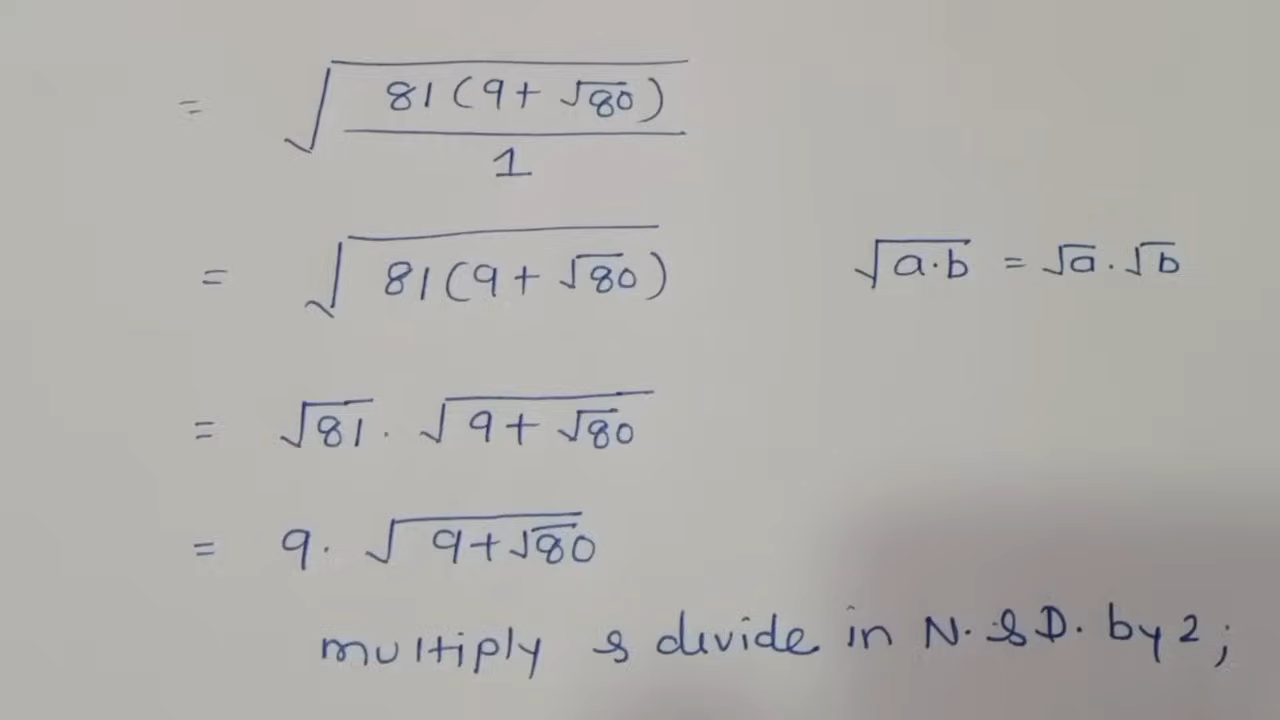 = √(81(9+√80)/1)
= √(81(9+√80)) √(a·b) = √a·√b
= √81 · √(9+√80)
= 9 · √(9+√80)
multiply & divide in N. & D. by 2;